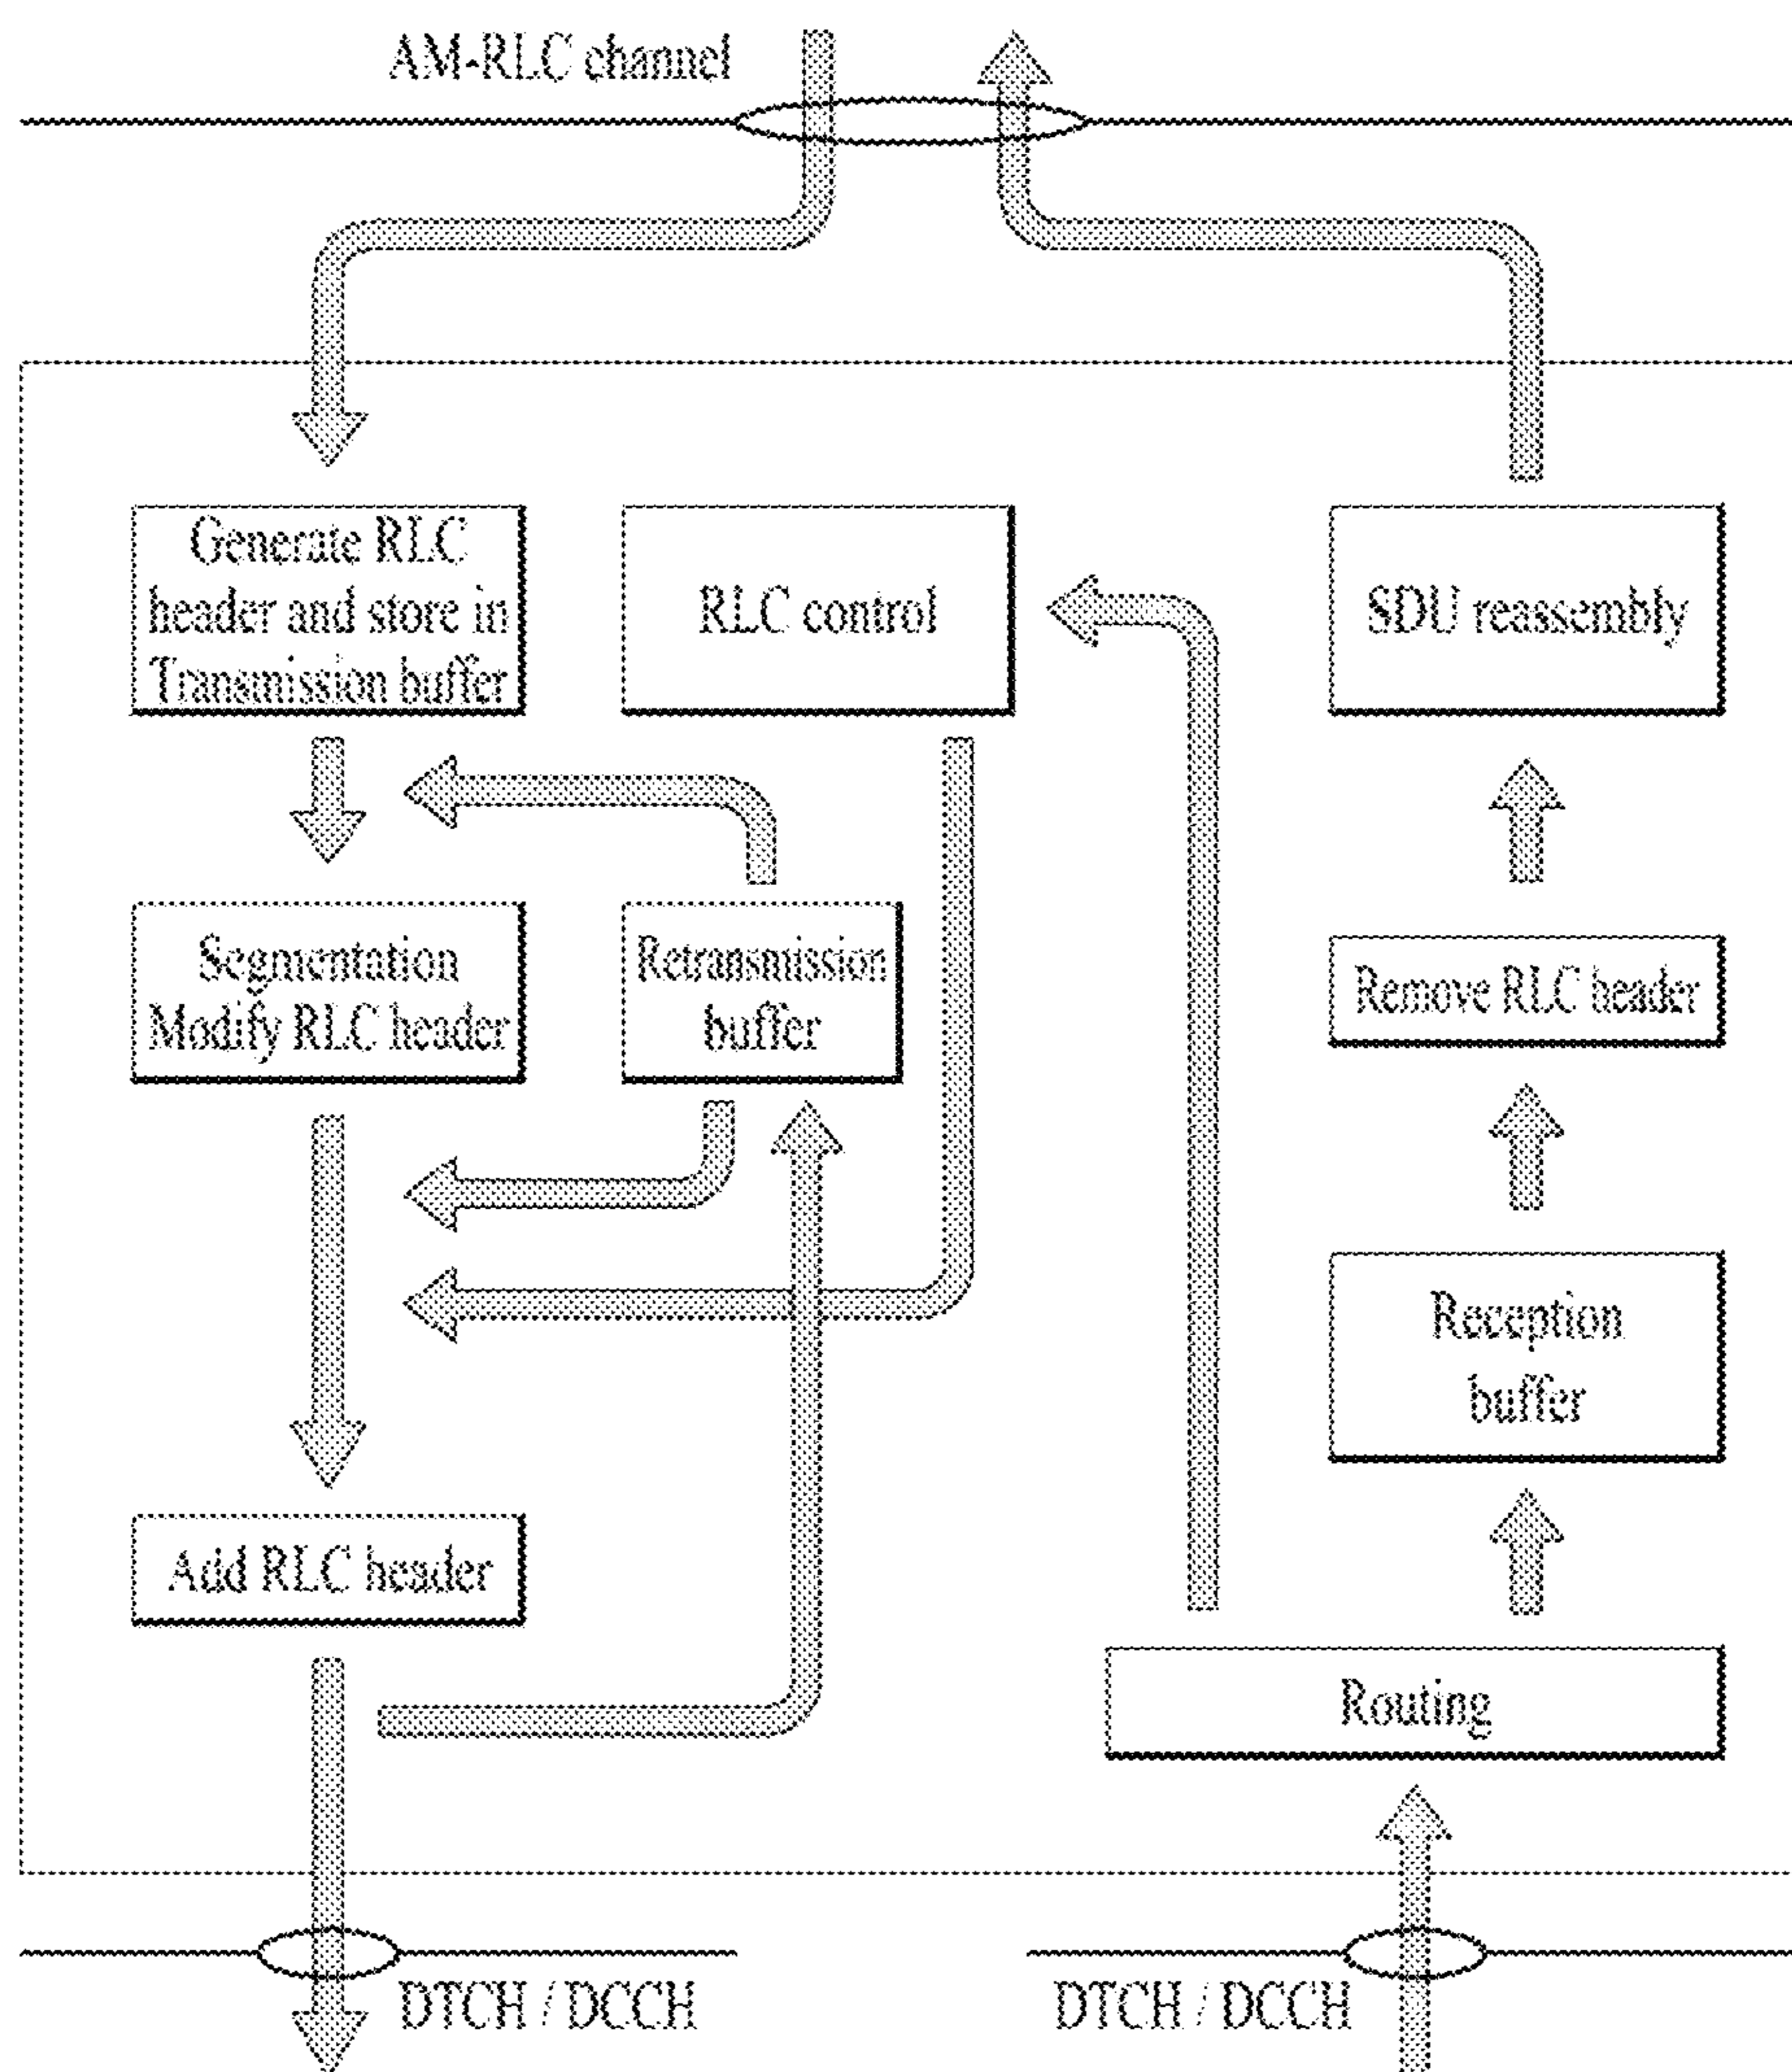 AM-RLC channel
Generate RLC
header and store in
Transmission buffer
RLC control
SDU reassembly
Segmentation
Modify RLC header
Retransmission
buffer
Remove RLC header
Reception
buffer
Add RLC header
Routing
DTCH / DCCH
DTCH / DCCH